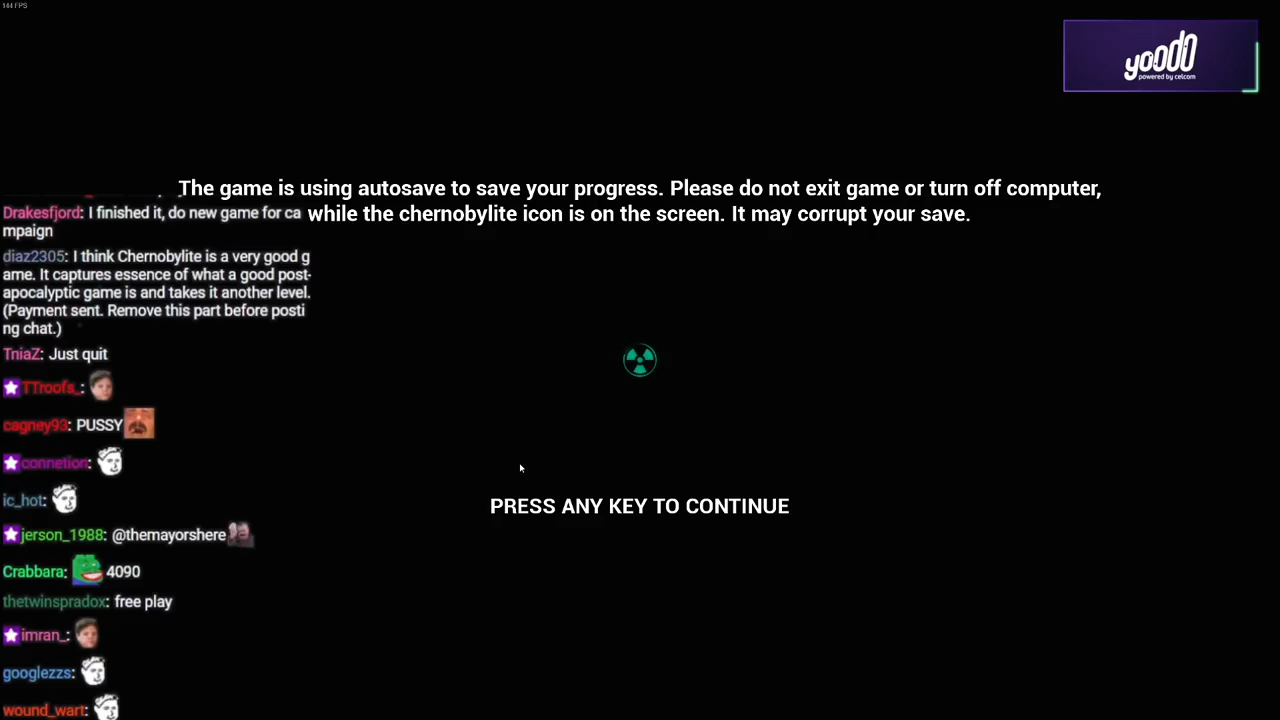 144 FPS
yoodo
powered by celcom
The game is using autosave to save your progress. Please do not exit game or turn off computer,
while the chernobylite icon is on the screen. It may corrupt your save.
Drakesfjord: I finished it, do new game for ca
mpaign
diaz2305: I think Chernobylite is a very good g
ame. It captures essence of what a good post-
apocalyptic game is and takes it another level.
(Payment sent. Remove this part before posti
ng chat.)
TniaZ: Just quit
TTroofs_:
cagney93: PUSSY
connetion:
ic_hot:
PRESS ANY KEY TO CONTINUE
jerson_1988: @themayorshere
Crabbara: 4090
thetwinspradox: free play
imran_:
googlezzs:
wound_wart: